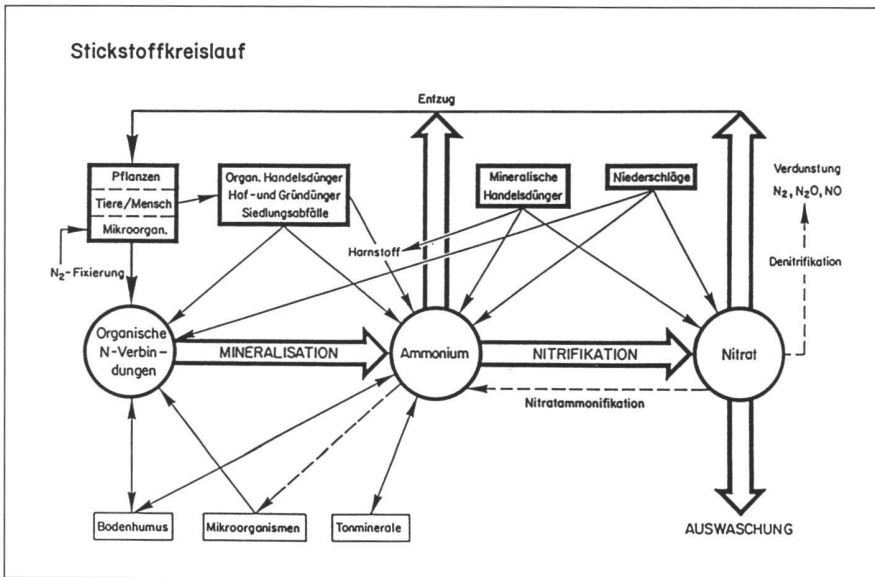 Stickstoffkreislauf
Entzug
Pflanzen
Tiere/Mensch
Mikroorgan.
Organ. Handelsdünger
Hof- und Gründünger
Siedlungsabfälle
Mineralische
Handelsdünger
Niederschläge
Verdunstung
N₂, N₂O, NO
Harnstoff
Denitrifikation
N₂-Fixierung
Organische
N-Verbin-
dungen
MINERALISATION
Ammonium
NITRIFIKATION
Nitrat
Nitratammonifikation
Bodenhumus
Mikroorganismen
Tonminerale
AUSWASCHUNG